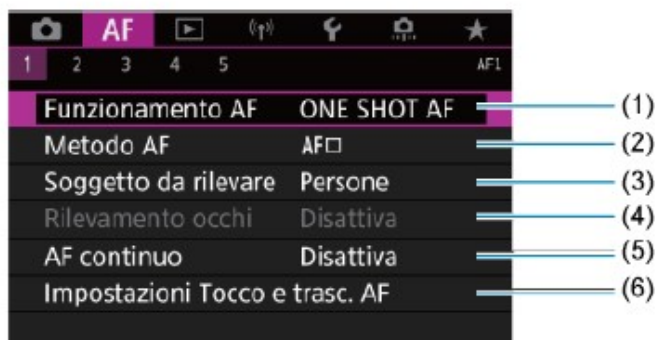 AF
1 2 3 4 5 AF1
Funzionamento AF ONE SHOT AF (1)
Metodo AF AF□ (2)
Soggetto da rilevare Persone (3)
Rilevamento occhi Disattiva (4)
AF continuo Disattiva (5)
Impostazioni Tocco e trasc. AF (6)